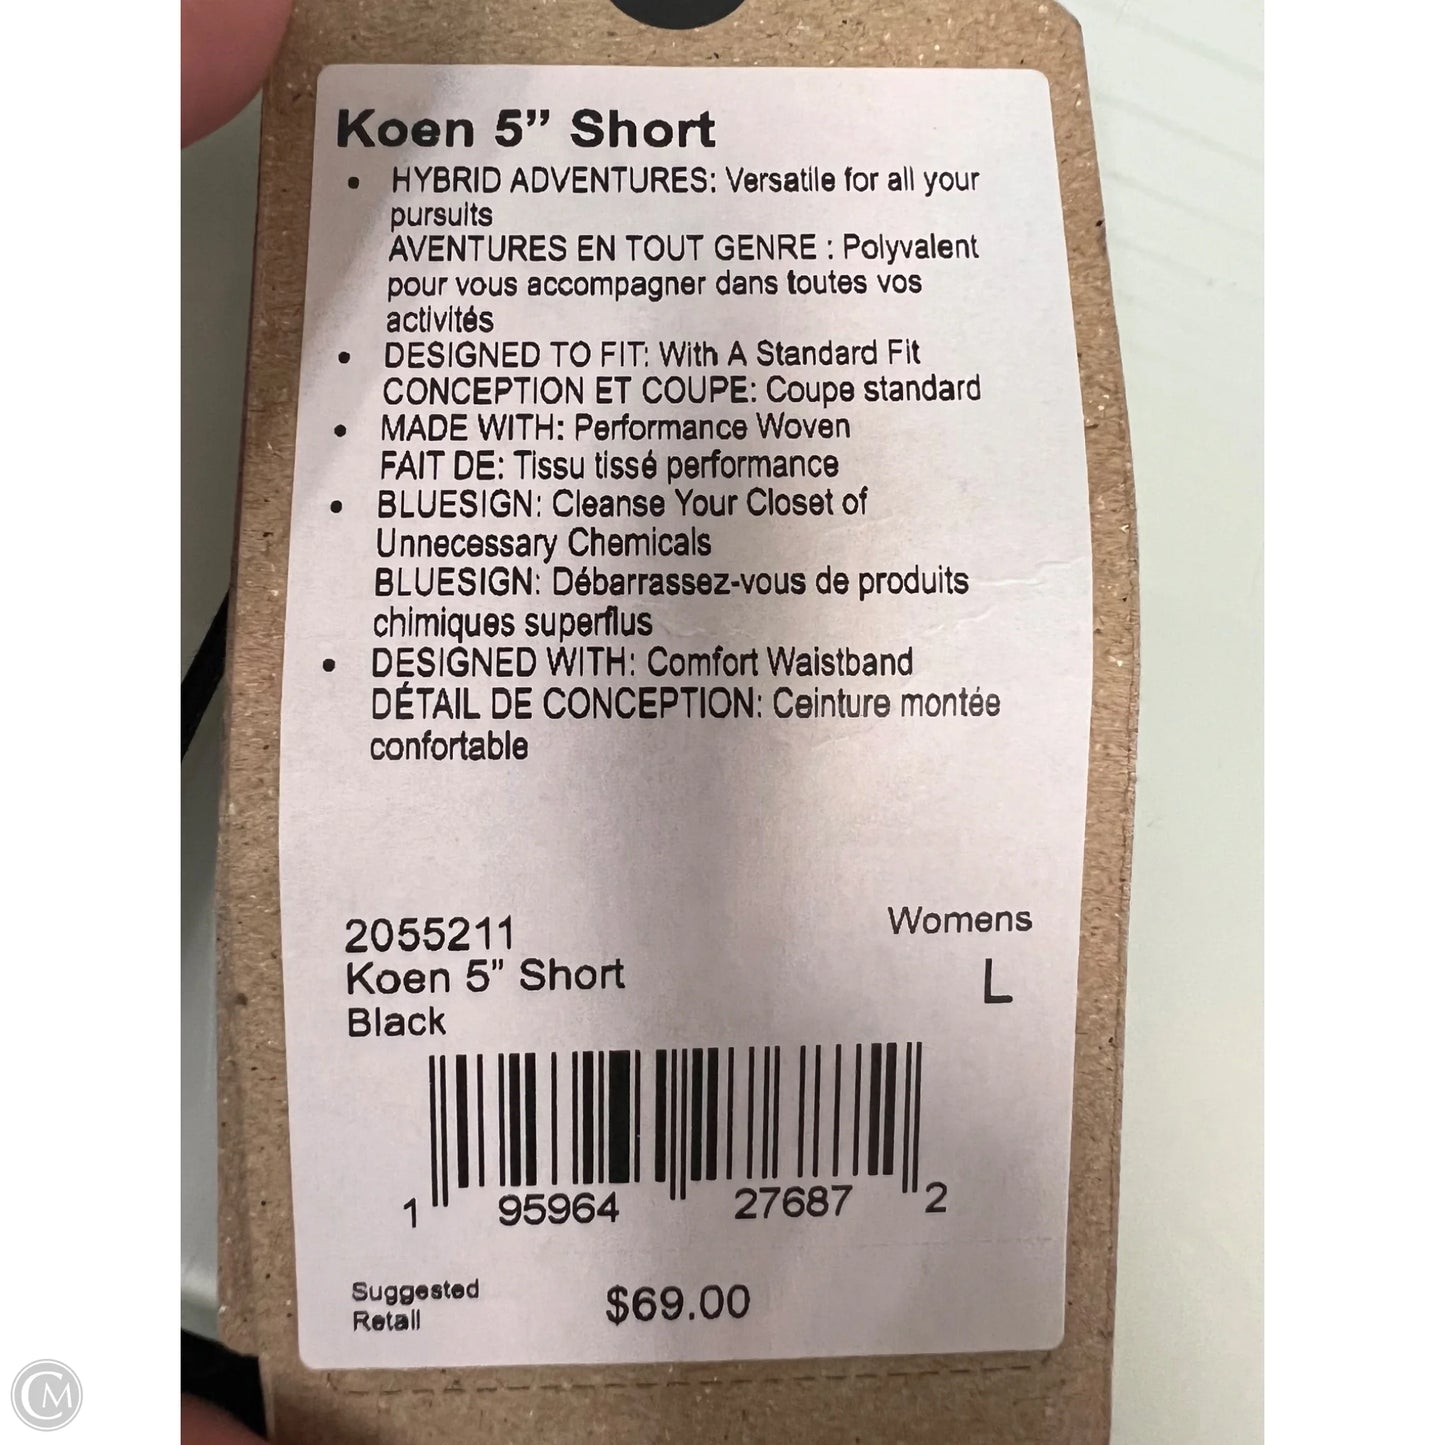 Koen 5” Short
• HYBRID ADVENTURES: Versatile for all your
pursuits
AVENTURES EN TOUT GENRE : Polyvalent
pour vous accompagner dans toutes vos
activités
• DESIGNED TO FIT: With A Standard Fit
CONCEPTION ET COUPE: Coupe standard
• MADE WITH: Performance Woven
FAIT DE: Tissu tissé performance
• BLUESIGN: Cleanse Your Closet of
Unnecessary Chemicals
BLUESIGN: Débarrassez-vous de produits
chimiques superflus
• DESIGNED WITH: Comfort Waistband
DÉTAIL DE CONCEPTION: Ceinture montée
confortable
2055211
Koen 5” Short
Black
Womens
L
1 95964 27687 2
Suggested
Retail
$69.00
CM